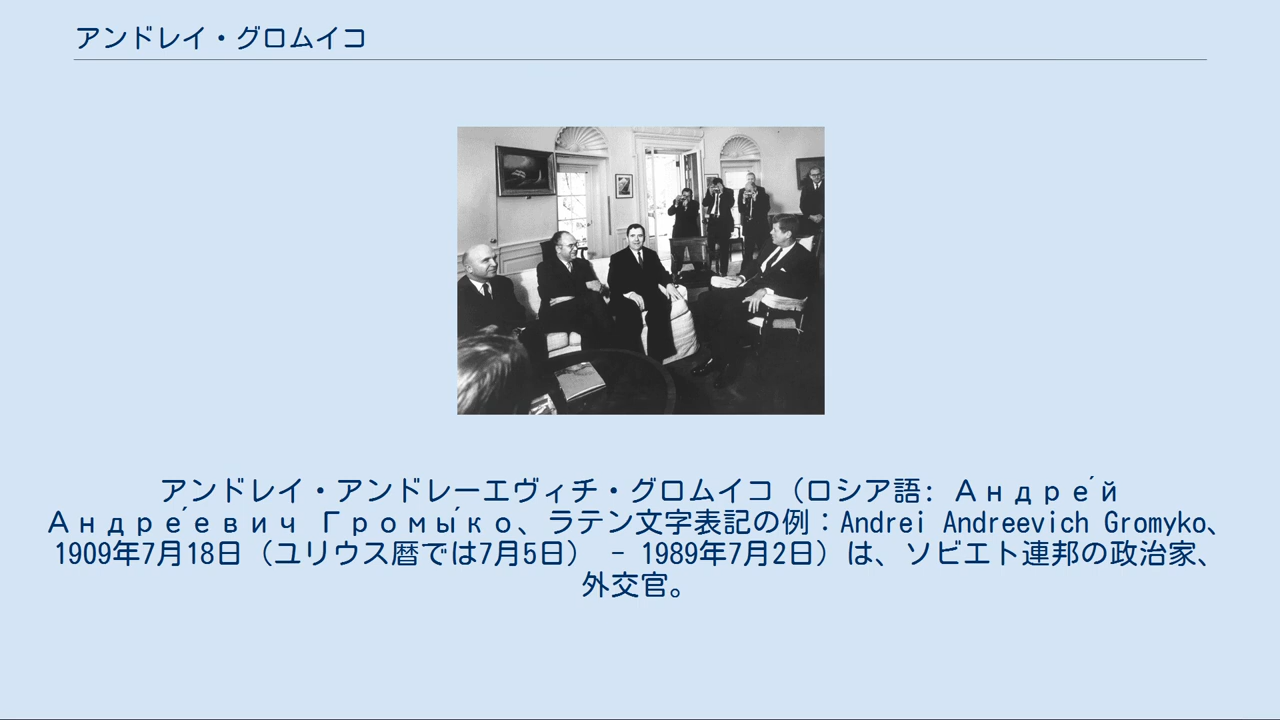 アンドレイ・グロムイコ
アンドレイ・アンドレーエヴィチ・グロムイコ（ロシア語: Андре́й
Андре́евич Громы́ко、ラテン文字表記の例：Andrei Andreevich Gromyko、
1909年7月18日（ユリウス暦では7月5日） - 1989年7月2日）は、ソビエト連邦の政治家、
外交官。